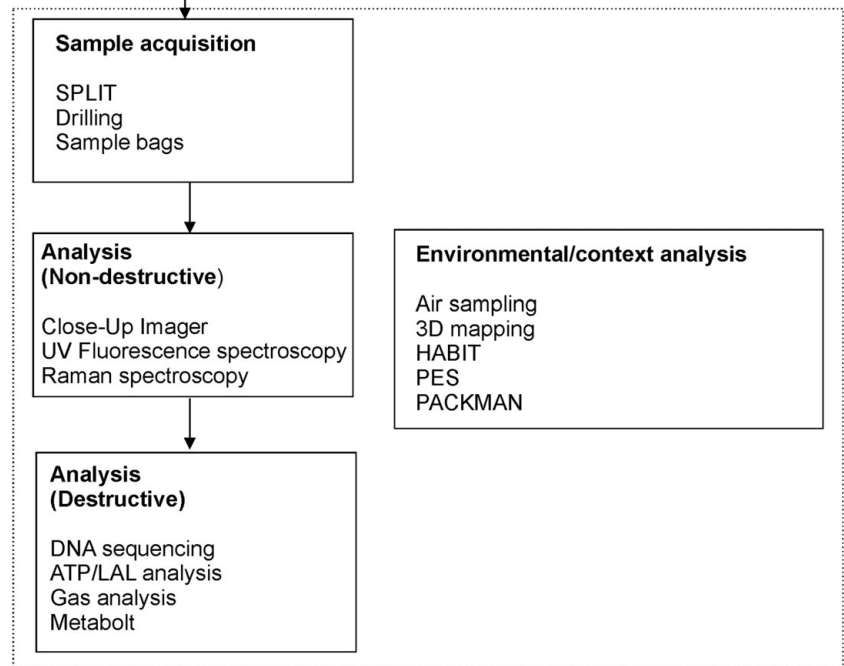 Sample acquisition
SPLIT
Drilling
Sample bags
Analysis
(Non-destructive)
Close-Up Imager
UV Fluorescence spectroscopy
Raman spectroscopy
Environmental/context analysis
Air sampling
3D mapping
HABIT
PES
PACKMAN
Analysis
(Destructive)
DNA sequencing
ATP/LAL analysis
Gas analysis
Metabolt